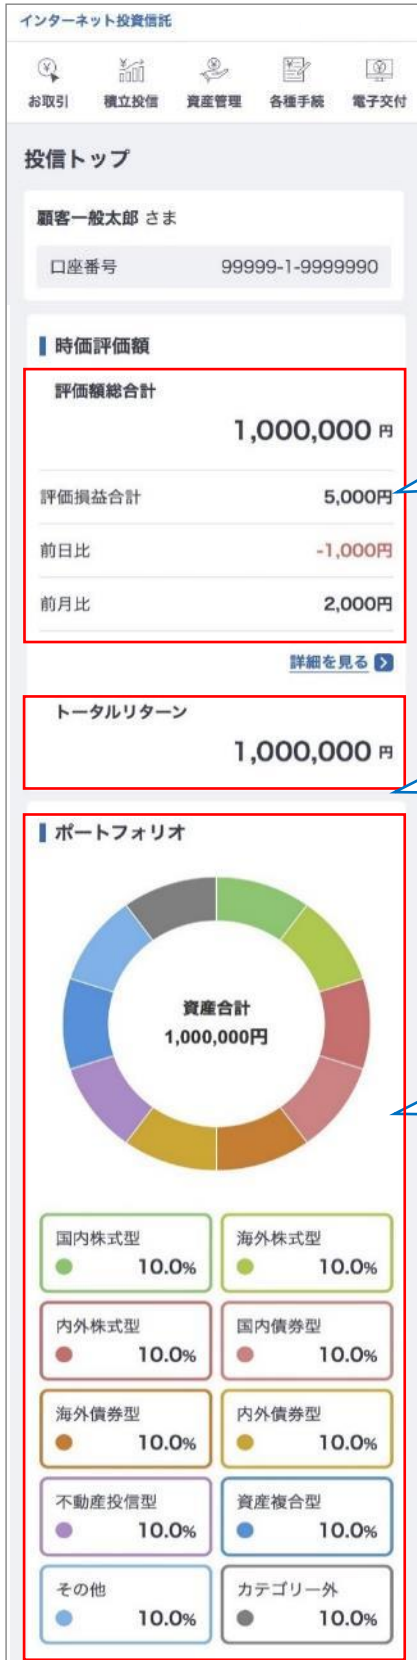 インターネット投資信託
お取引 積立投信 資産管理 各種手続 電子交付
投信トップ
顧客一般太郎 さま
口座番号 99999-1-9999990
時価評価額
評価額総合計
1,000,000 円
評価損益合計 5,000円
前日比 -1,000円
前月比 2,000円
詳細を見る
トータルリターン
1,000,000 円
ポートフォリオ
資産合計
1,000,000円
国内株式型 海外株式型
10.0% 10.0%
内外株式型 国内債券型
10.0% 10.0%
海外債券型 内外債券型
10.0% 10.0%
不動産投信型 資産複合型
10.0% 10.0%
その他 カテゴリー外
10.0% 10.0%